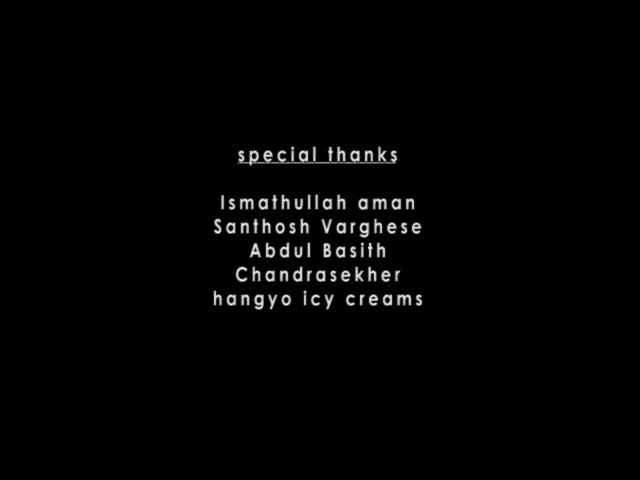 special thanks
Ismathullah aman
Santhosh Varghese
Abdul Basith
Chandrasekher
hangyo icy creams